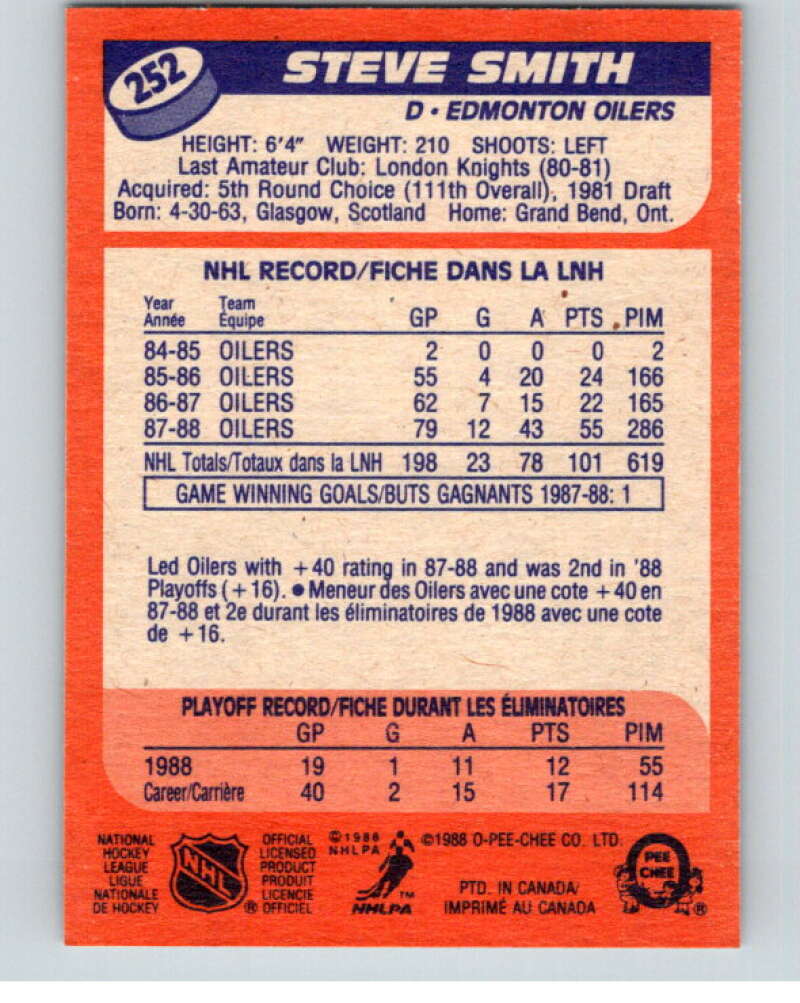 252
STEVE SMITH
D • EDMONTON OILERS
HEIGHT: 6'4" WEIGHT: 210 SHOOTS: LEFT
Last Amateur Club: London Knights (80-81)
Acquired: 5th Round Choice (111th Overall), 1981 Draft
Born: 4-30-63, Glasgow, Scotland Home: Grand Bend, Ont.
NHL RECORD/FICHE DANS LA LNH
Year Team
Année Équipe GP G A PTS PIM
84-85 OILERS 2 0 0 0 2
85-86 OILERS 55 4 20 24 166
86-87 OILERS 62 7 15 22 165
87-88 OILERS 79 12 43 55 286
NHL Totals/Totaux dans la LNH 198 23 78 101 619
GAME WINNING GOALS/BUTS GAGNANTS 1987-88: 1
Led Oilers with +40 rating in 87-88 and was 2nd in '88
Playoffs (+16). • Meneur des Oilers avec une cote +40 en
87-88 et 2e durant les éliminatoires de 1988 avec une cote
de +16.
PLAYOFF RECORD/FICHE DURANT LES ÉLIMINATOIRES
GP G A PTS PIM
1988 19 1 11 12 55
Career/Carrière 40 2 15 17 114
NATIONAL
HOCKEY
LEAGUE
LIGUE
NATIONALE
DE HOCKEY
NHL
®
OFFICIAL
LICENSED
PRODUCT
PRODUIT
LICENCIE
OFFICIEL
©1988
NHLPA
™
NHLPA
©1988 O-PEE-CHEE CO. LTD.
PTD. IN CANADA/
IMPRIMÉ AU CANADA
PEE
CHEE
®